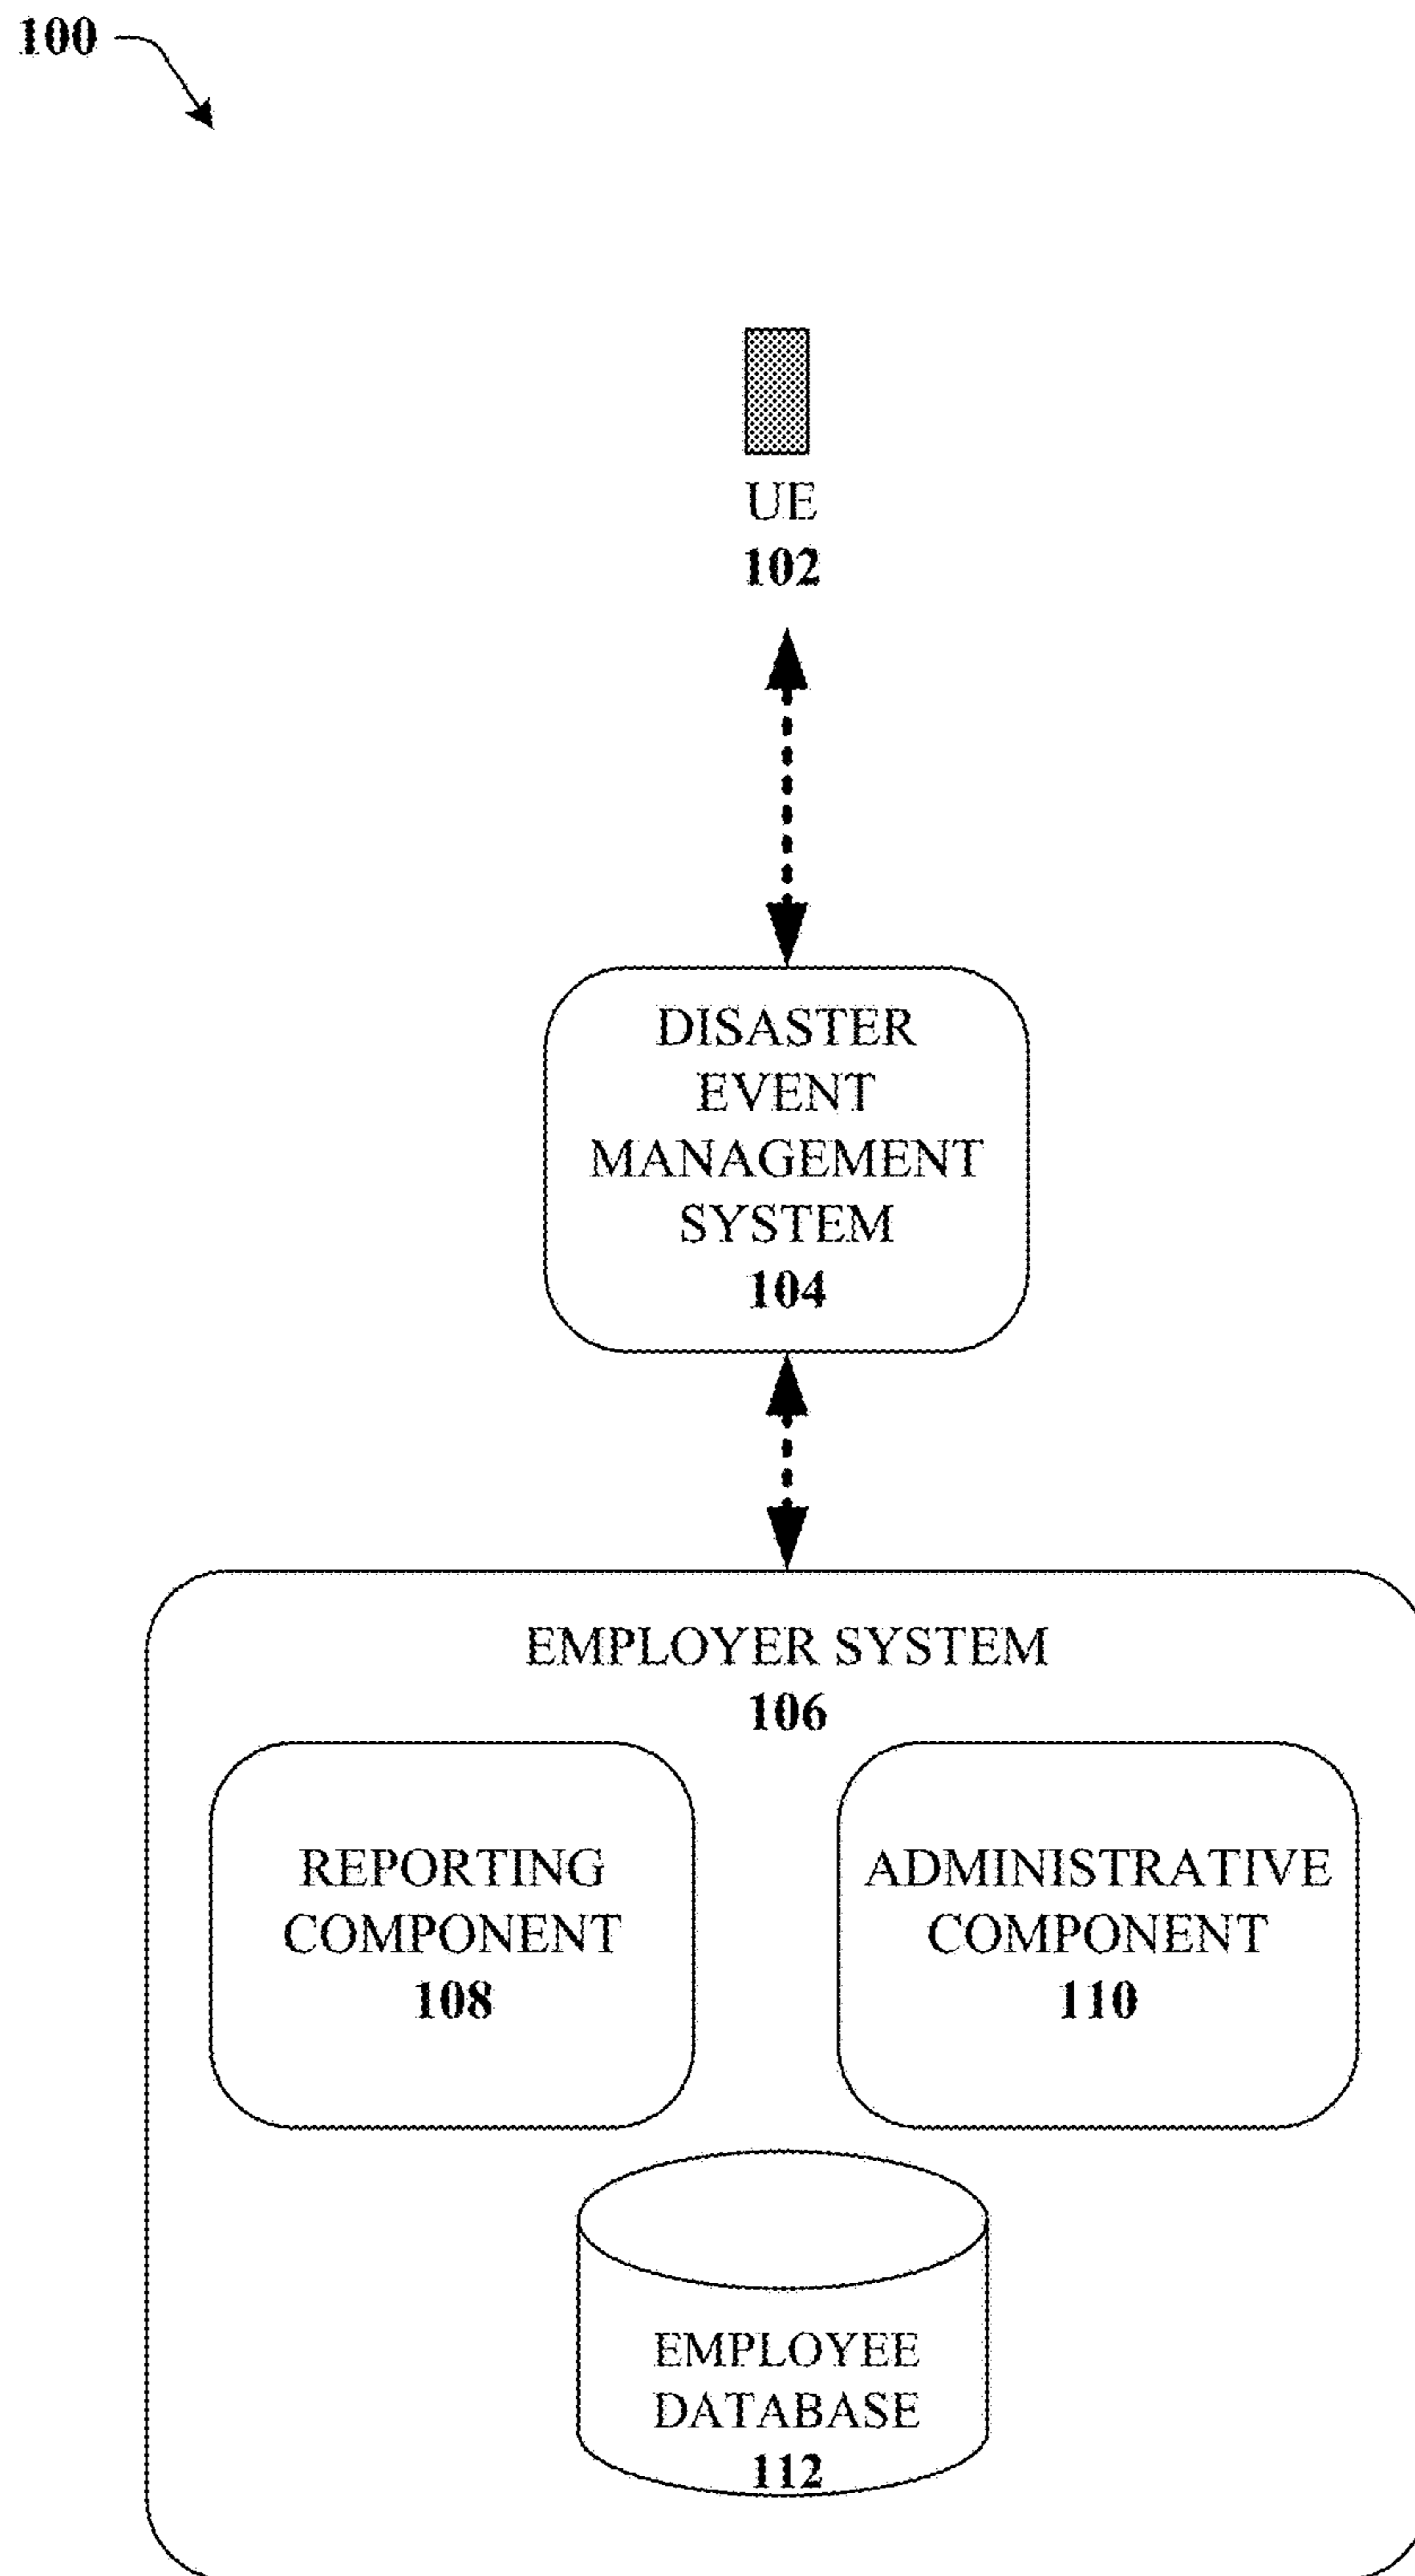 100
UE
102
DISASTER
EVENT
MANAGEMENT
SYSTEM
104
EMPLOYER SYSTEM
106
REPORTING
COMPONENT
108
ADMINISTRATIVE
COMPONENT
110
EMPLOYEE
DATABASE
112